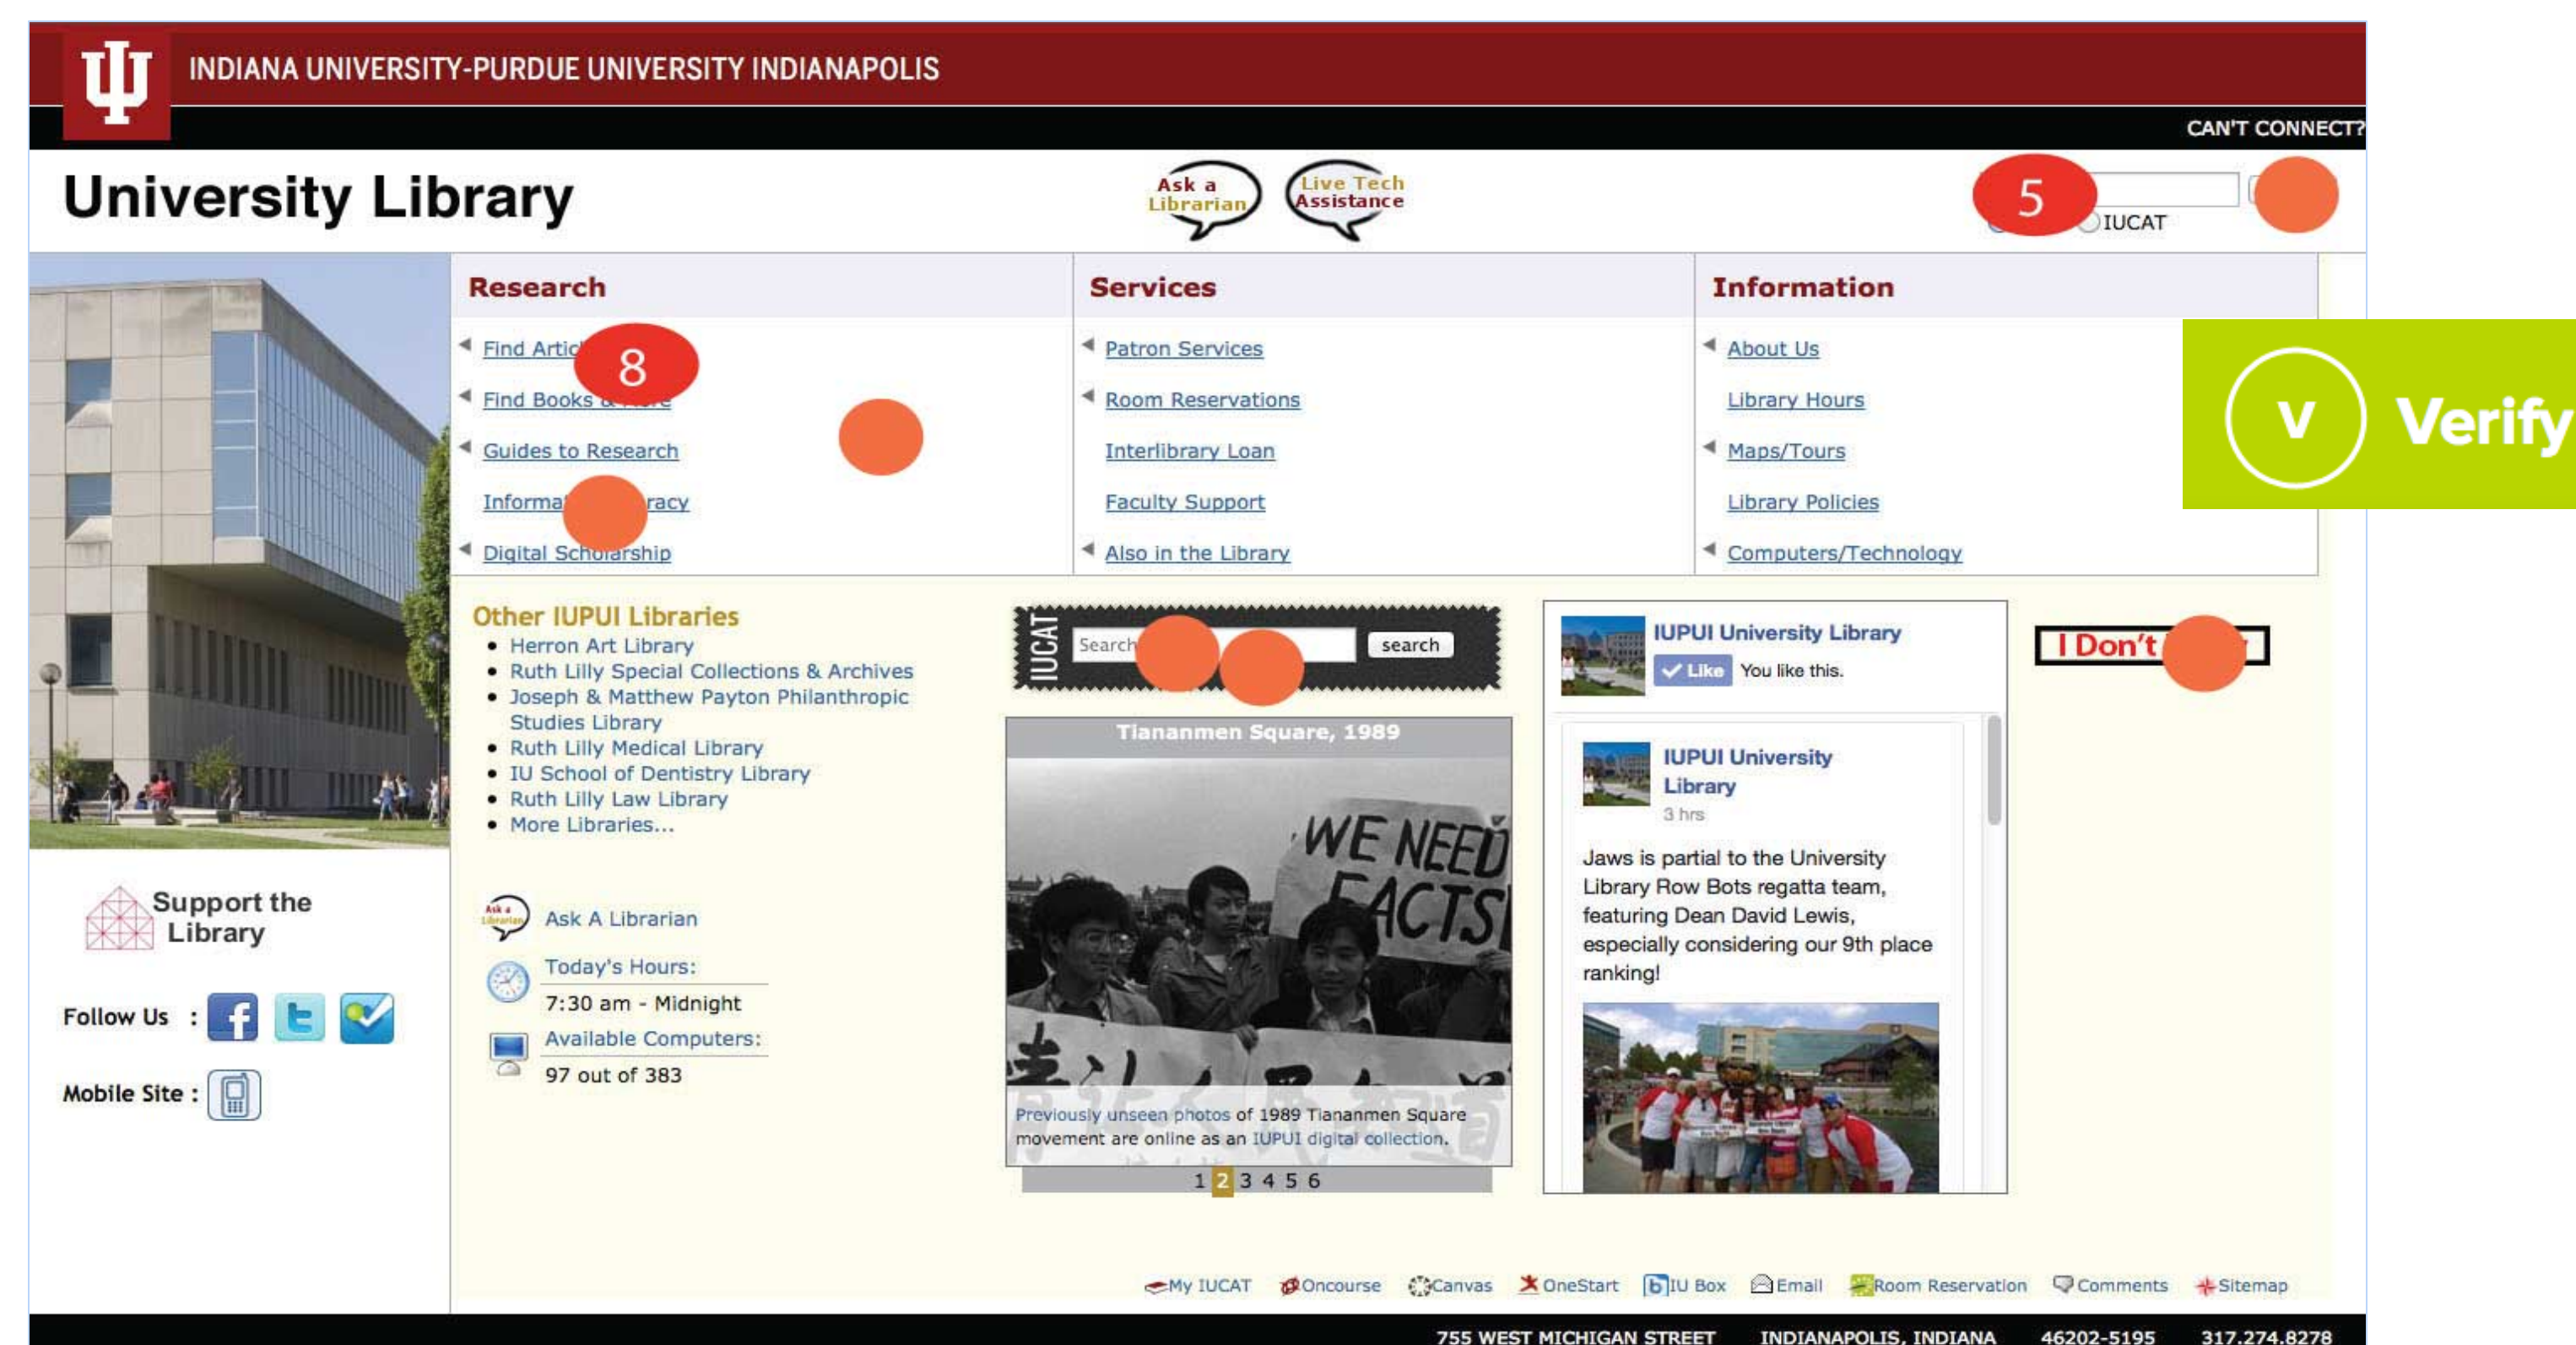 INDIANA UNIVERSITY-PURDUE UNIVERSITY INDIANAPOLIS
CAN'T CONNECT?
University Library
Ask a
Librarian
Live Tech
Assistance
5
IUCAT
Research
Find
8
Find Books
Guides to Research
Digital Scholarship
Services
Patron Services
Room Reservations
Interlibrary Loan
Faculty Support
Also in the Library
Information
About Us
Library Hours
Maps/Tours
Library Policies
Computers/Technology
V Verify
Other IUPUI Libraries
Herron Art Library
Ruth Lilly Special Collections & Archives
Joseph & Matthew Payton Philanthropic
Studies Library
Ruth Lilly Medical Library
IU School of Dentistry Library
Ruth Lilly Law Library
More Libraries...
Ask a
Librarian
Ask A Librarian
Today's Hours:
7:30 am - Midnight
Available Computers:
97 out of 383
IUCAT
Search
search
Tiananmen Square, 1989
WE NEED
FACTS
Previously unseen photos of 1989 Tiananmen Square
movement are online as an IUPUI digital collection.
1 2 3 4 5 6
IUPUI University Library
Like You like this.
IUPUI University
Library
3 hrs
Jaws is partial to the University
Library Row Bots regatta team,
featuring Dean David Lewis,
especially considering our 9th place
ranking!
I Don't
Support the
Library
Follow Us :
Mobile Site :
My IUCAT Oncourse Canvas OneStart IU Box Email Room Reservation Comments Sitemap
755 WEST MICHIGAN STREET INDIANAPOLIS, INDIANA 46202-5195 317.274.8278